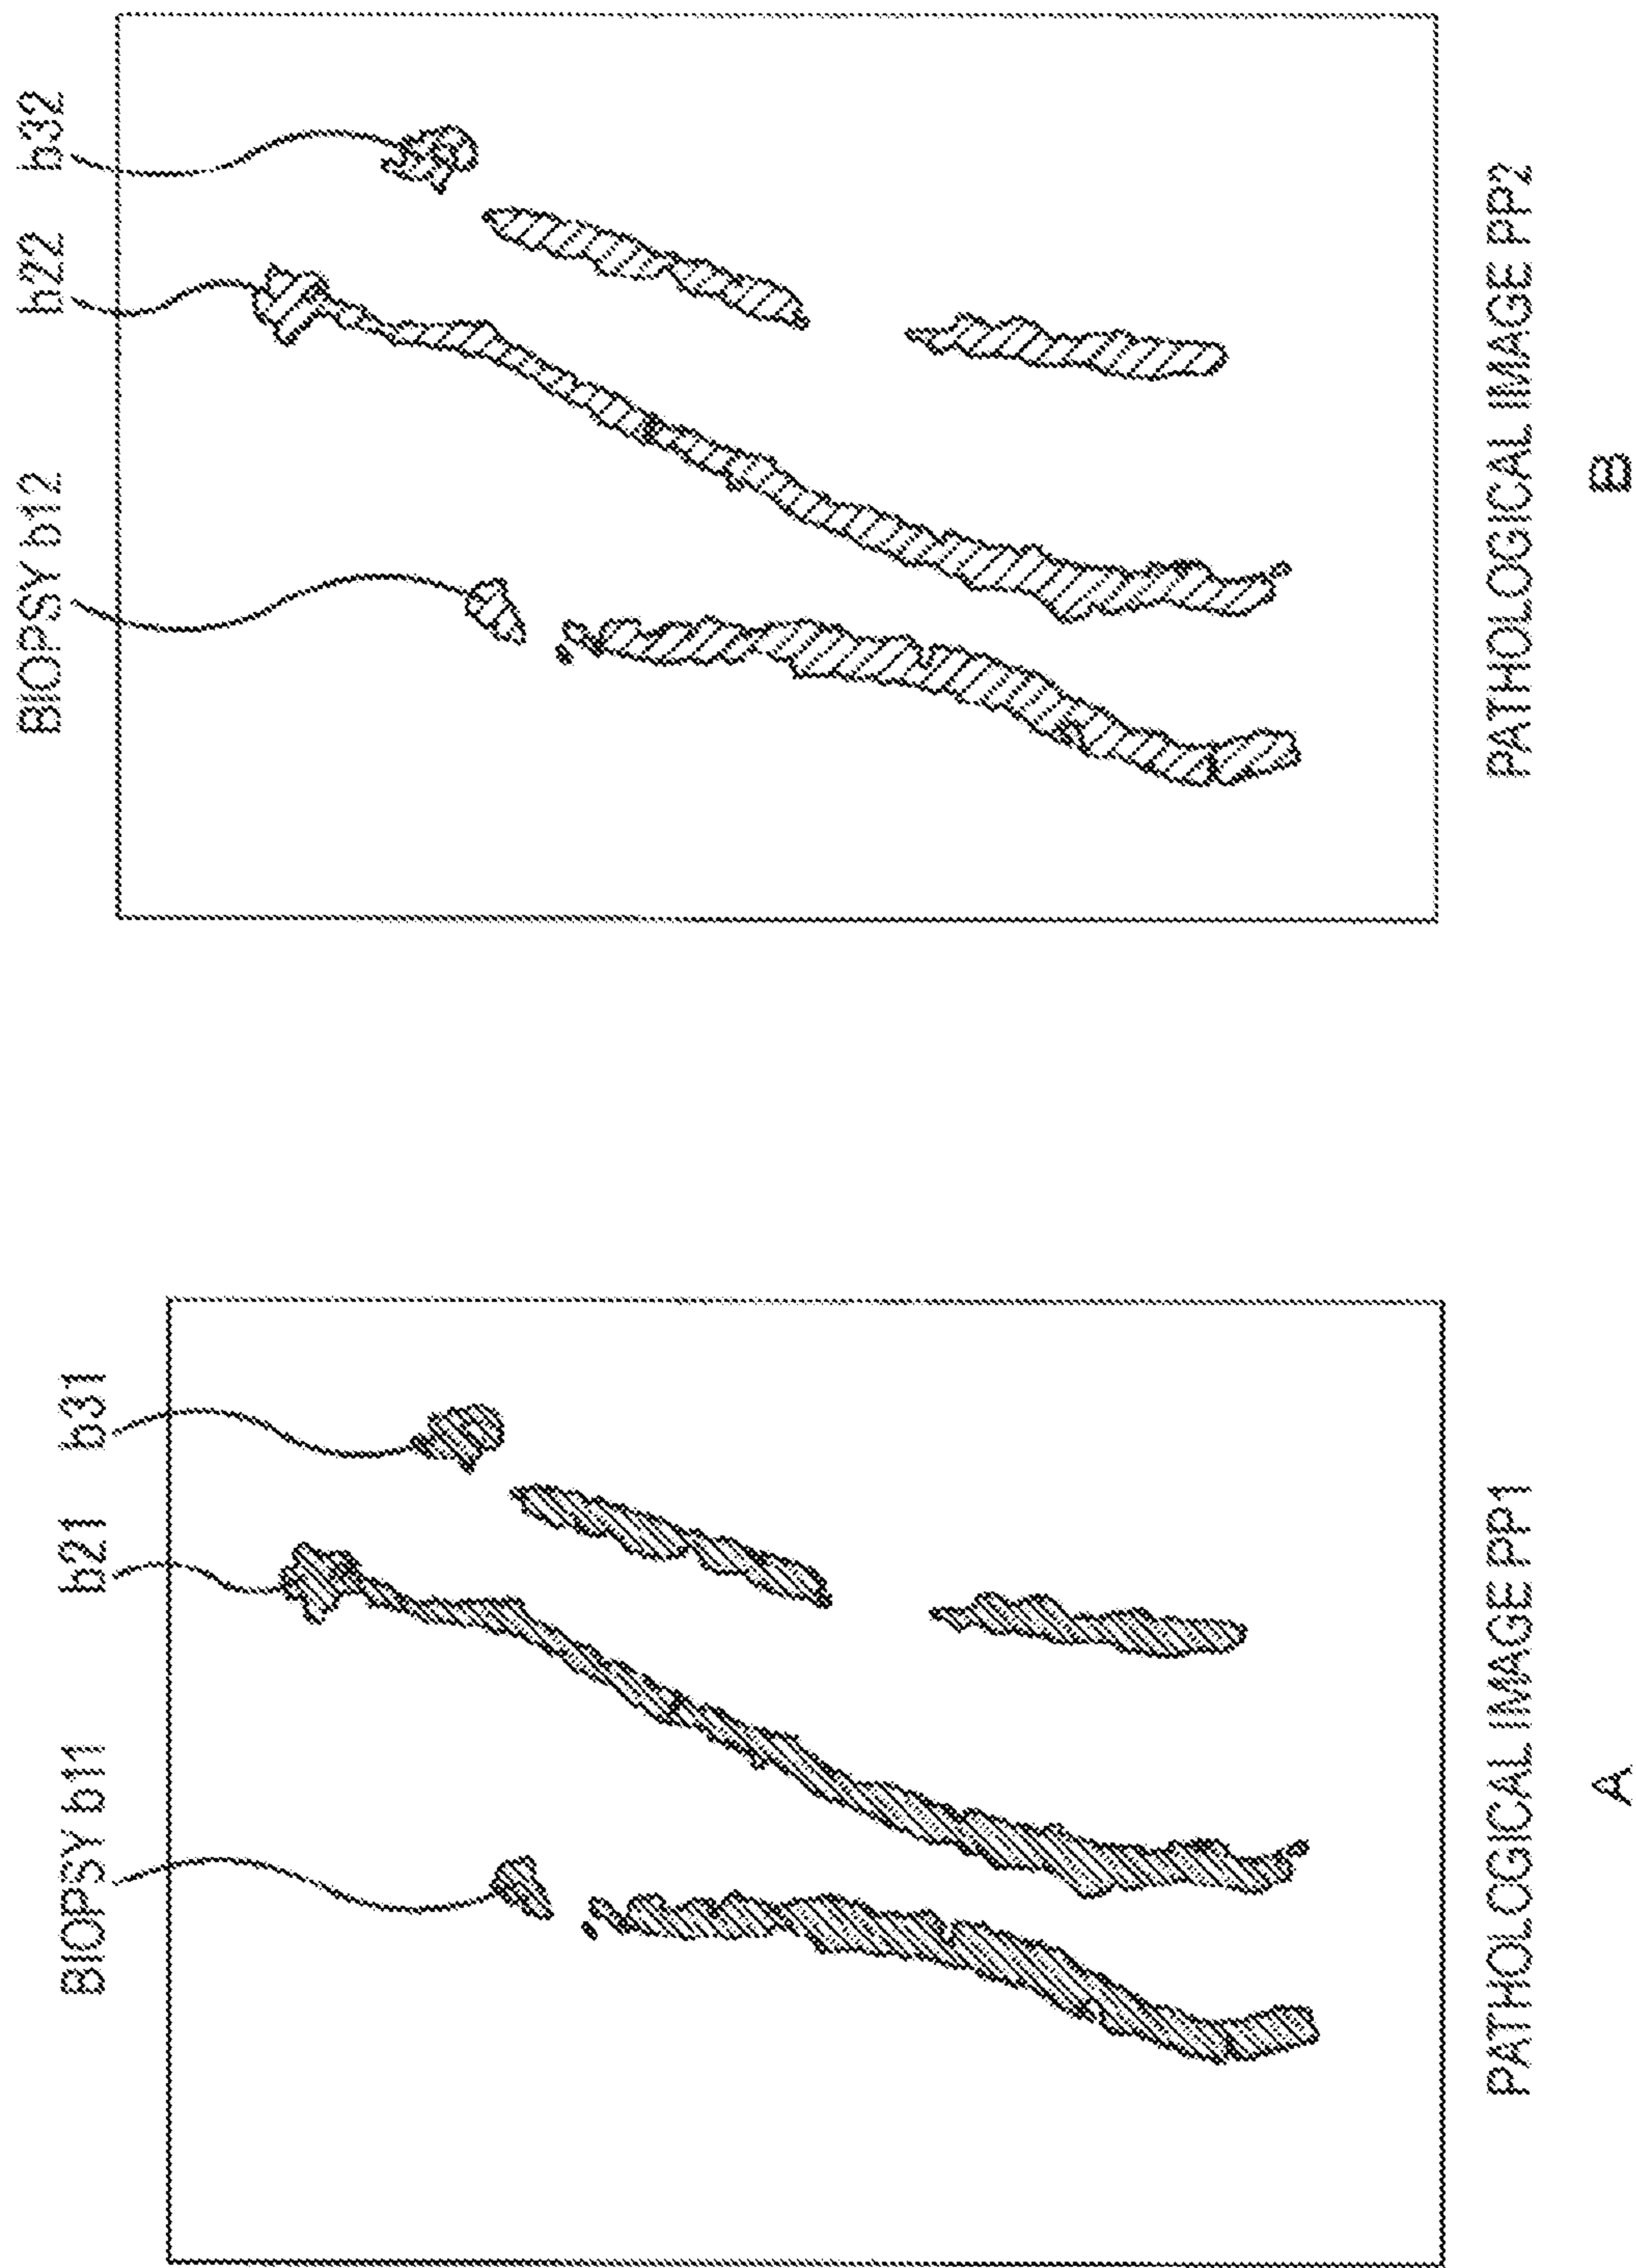 BIOPSY b11 b21 b31
PATHOLOGICAL IMAGE PP1
A
BIOPSY b12 b22 b32
PATHOLOGICAL IMAGE PP2
B